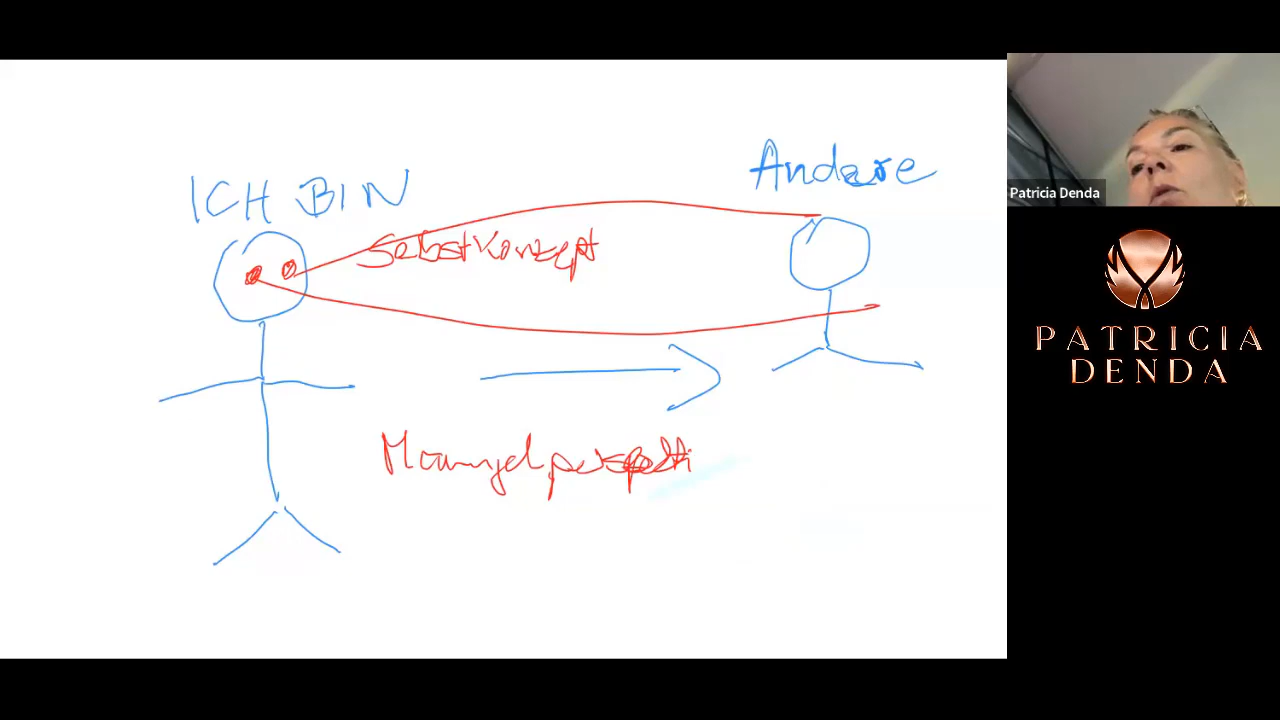 ICH BIN
Andere
Selbstkonzept
Mangelperspekti
Patricia Denda
PATRICIA
DENDA